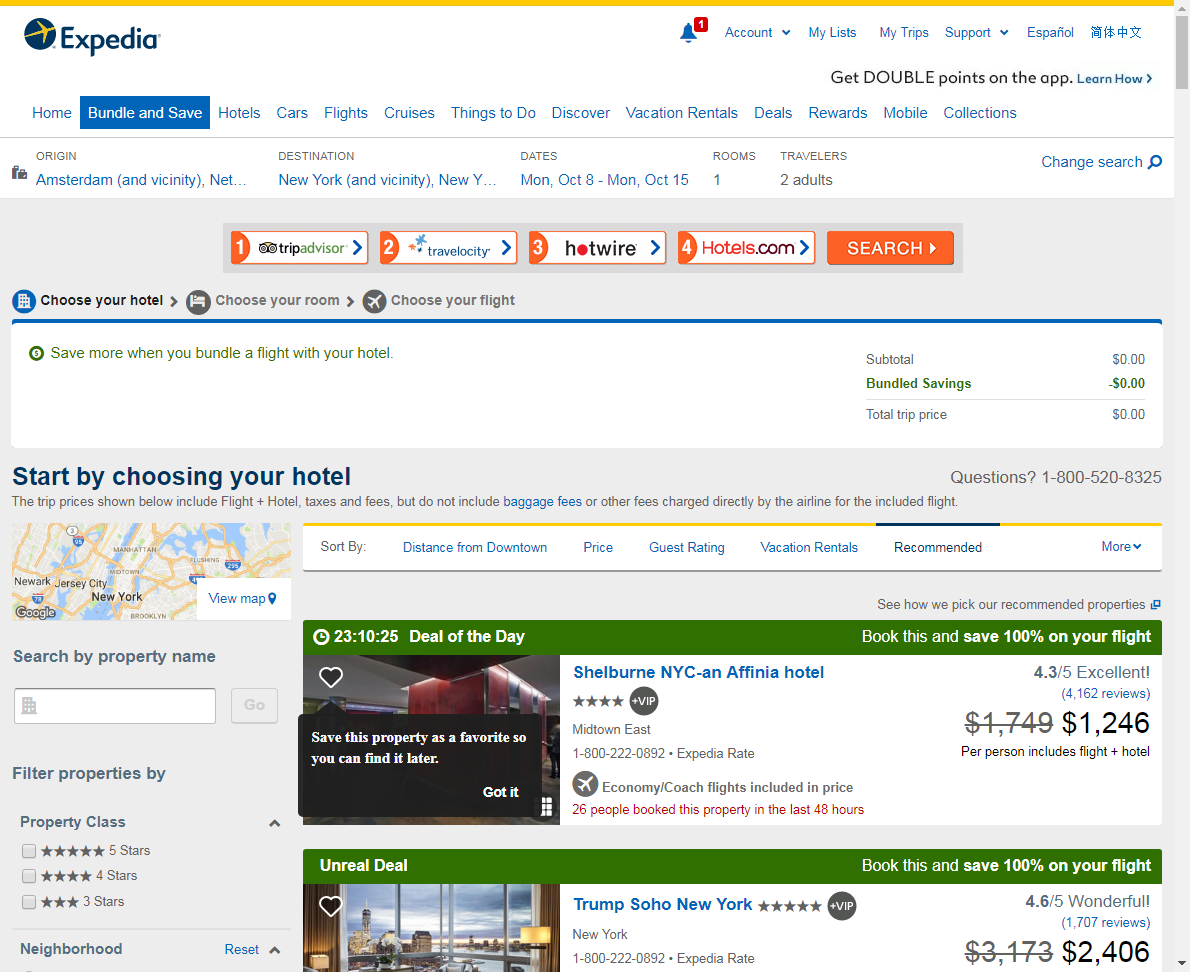 Expedia
1
Account
My Lists
My Trips
Support
Español
简体中文
Get DOUBLE points on the app. Learn How
Home
Bundle and Save
Hotels
Cars
Flights
Cruises
Things to Do
Discover
Vacation Rentals
Deals
Rewards
Mobile
Collections
ORIGIN
Amsterdam (and vicinity), Net…
DESTINATION
New York (and vicinity), New Y…
DATES
Mon, Oct 8 - Mon, Oct 15
ROOMS
1
TRAVELERS
2 adults
Change search
1 tripadvisor
2 travelocity
3 hotwire
4 Hotels.com
SEARCH
Choose your hotel
Choose your room
Choose your flight
Save more when you bundle a flight with your hotel.
Subtotal $0.00
Bundled Savings -$0.00
Total trip price $0.00
Start by choosing your hotel
Questions? 1-800-520-8325
The trip prices shown below include Flight + Hotel, taxes and fees, but do not include baggage fees or other fees charged directly by the airline for the included flight.
3
95
MANHATTAN
FLUSHING
295
MIDTOWN
Newark
Jersey City
New York
78
BROOKLYN
Google
View map
Sort By:
Distance from Downtown
Price
Guest Rating
Vacation Rentals
Recommended
More
See how we pick our recommended properties
Search by property name
Go
Filter properties by
Property Class
5 Stars
4 Stars
3 Stars
Neighborhood
Reset
23:10:25 Deal of the Day
Book this and save 100% on your flight
Save this property as a favorite so
you can find it later.
Got it
Shelburne NYC-an Affinia hotel
+VIP
Midtown East
1-800-222-0892 • Expedia Rate
Economy/Coach flights included in price
26 people booked this property in the last 48 hours
4.3/5 Excellent!
(4,162 reviews)
$1,749 $1,246
Per person includes flight + hotel
Unreal Deal
Book this and save 100% on your flight
Trump Soho New York
+VIP
New York
1-800-222-0892 • Expedia Rate
4.6/5 Wonderful!
(1,707 reviews)
$3,173 $2,406